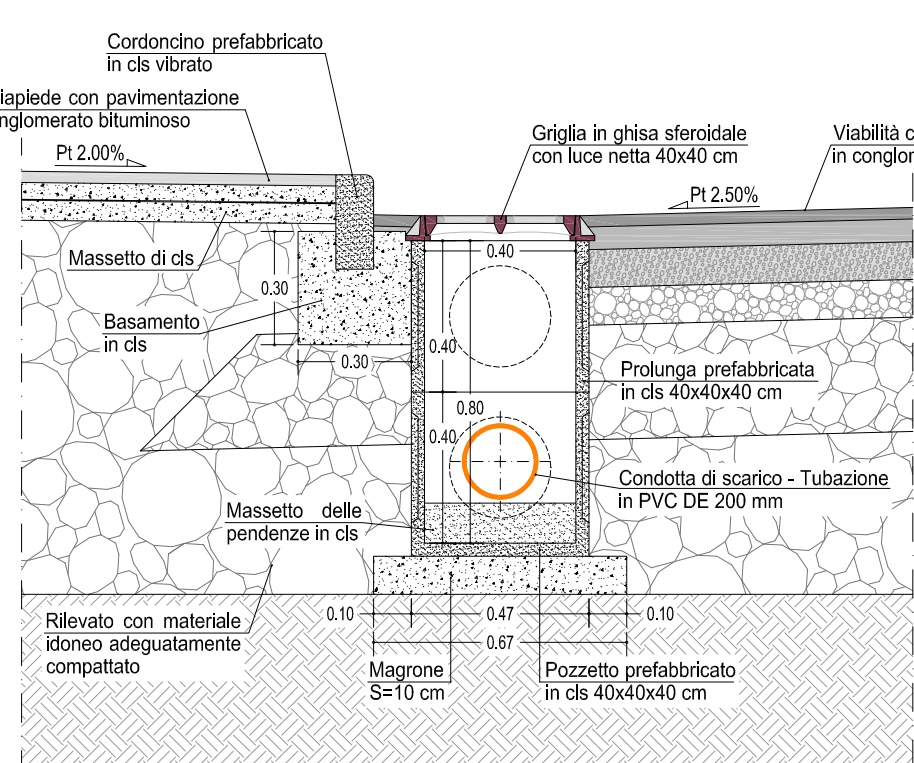 Cordoncino prefabbricato
in cls vibrato
iapiede con pavimentazione
nglomerato bituminoso
Pt 2.00%
Griglia in ghisa sferoidale
con luce netta 40x40 cm
Viabilità c
in conglor
Pt 2.50%
Massetto di cls
0.40
0.30
Basamento
in cls
0.40
0.30
Prolunga prefabbricata
in cls 40x40x40 cm
0.80
0.40
Condotta di scarico - Tubazione
in PVC DE 200 mm
Massetto delle
pendenze in cls
0.10
0.47
0.10
Rilevato con materiale
idoneo adeguatamente
compattato
0.67
Magrone
S=10 cm
Pozzetto prefabbricato
in cls 40x40x40 cm